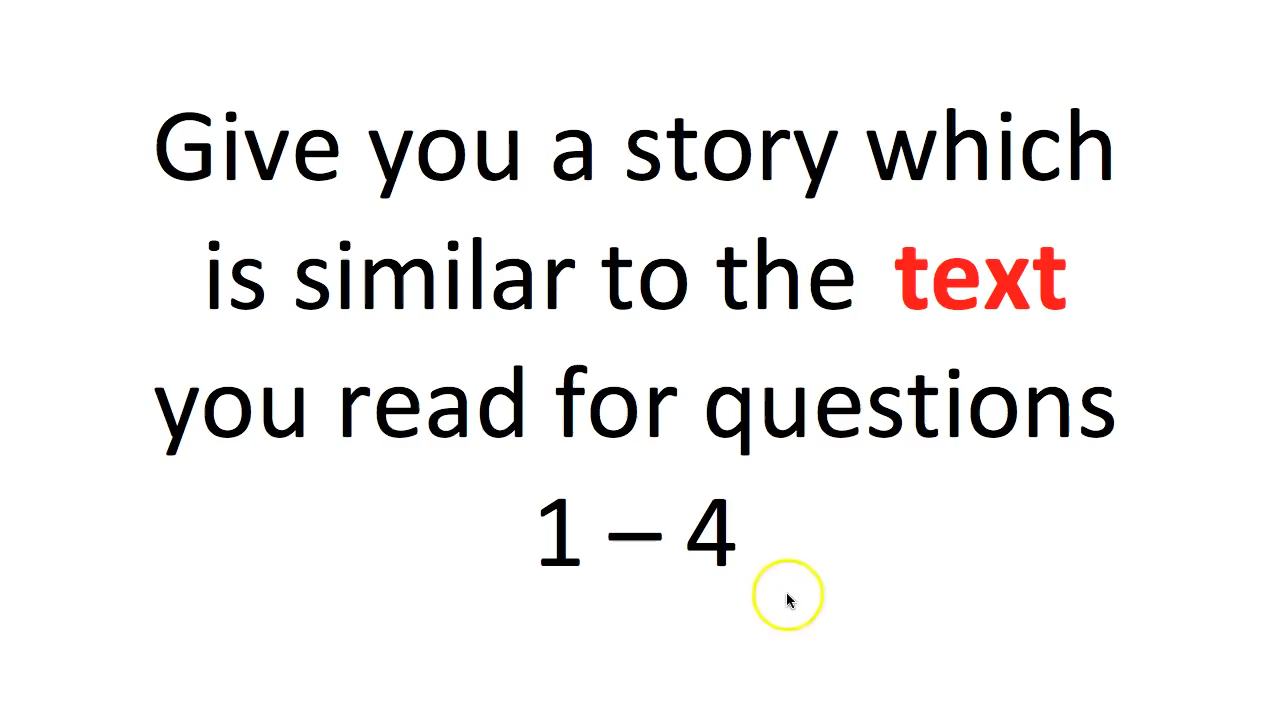 Give you a story which
is similar to the text
you read for questions
1 – 4